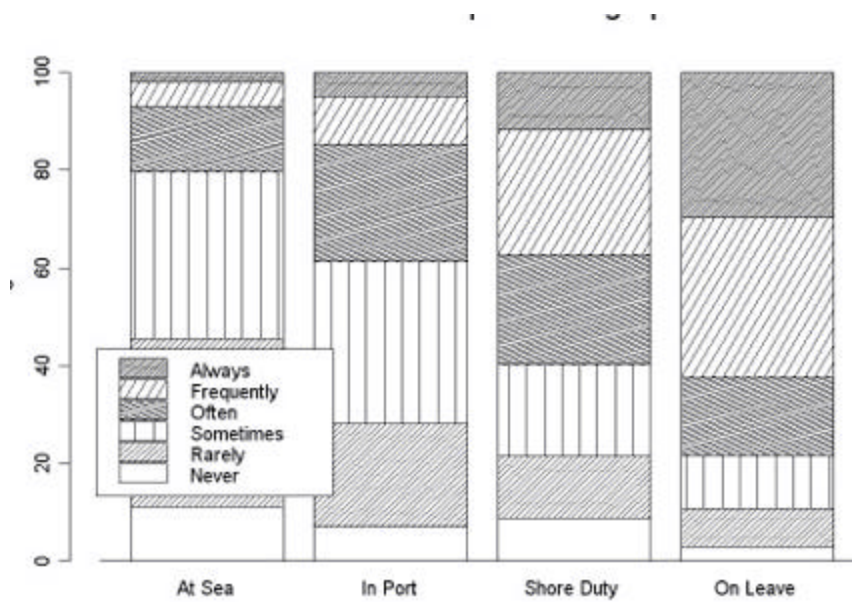 100
80
60
40
20
0
Always
Frequently
Often
Sometimes
Rarely
Never
At Sea
In Port
Shore Duty
On Leave